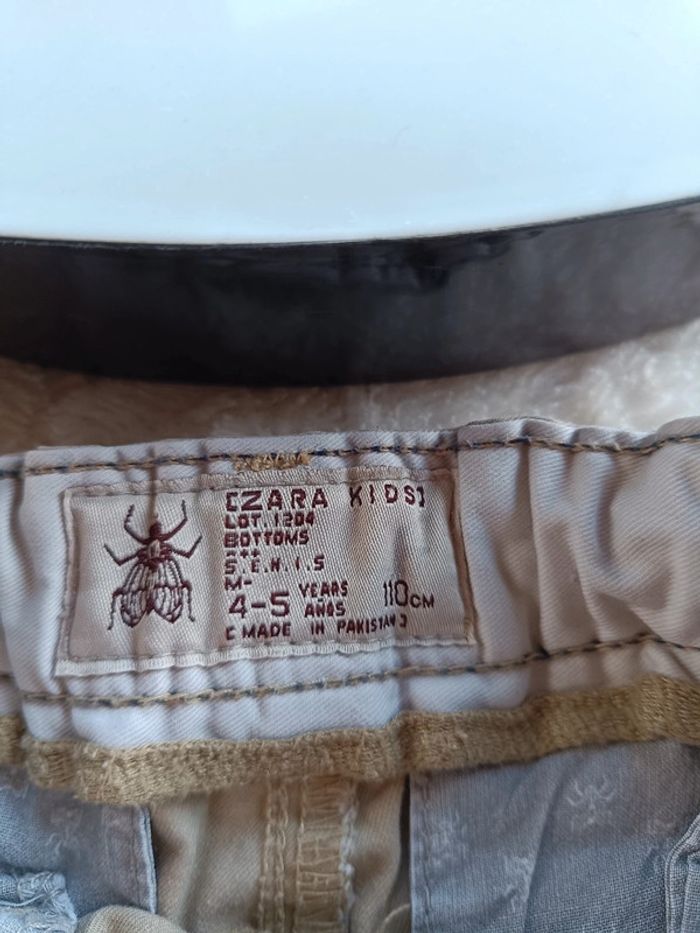 [ZARA KIDS]
LOT. 1204
BOTTOMS
S.E.H.I.S
M-
4-5 YEARS AÑOS 110CM
[MADE IN PAKISTAN]